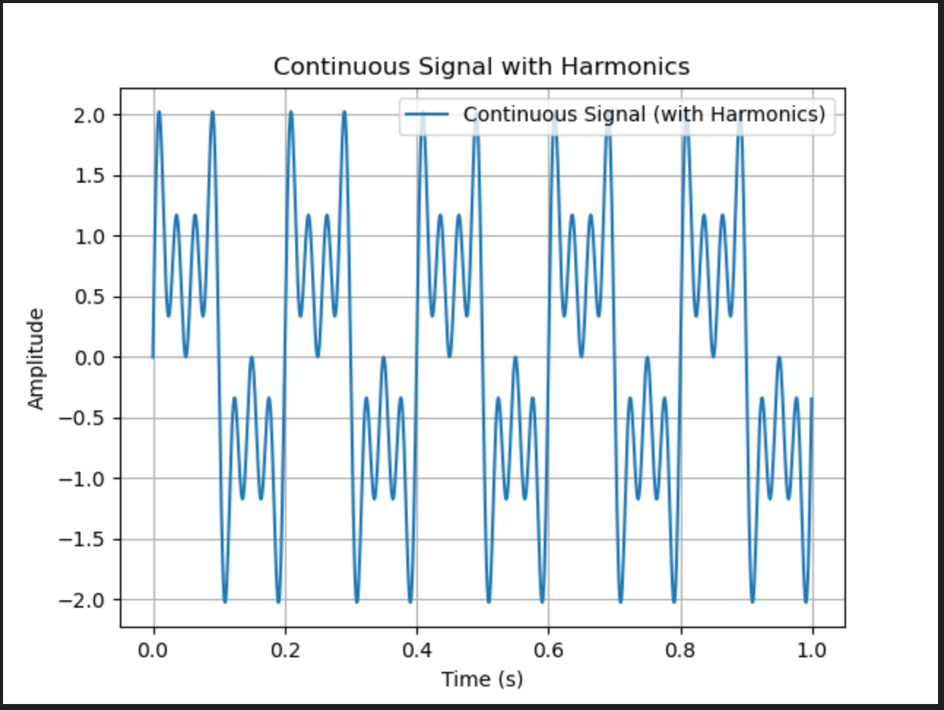 Continuous Signal with Harmonics
Continuous Signal (with Harmonics)
2.0
1.5
1.0
0.5
0.0
−0.5
−1.0
−1.5
−2.0
Amplitude
0.0 0.2 0.4 0.6 0.8 1.0
Time (s)